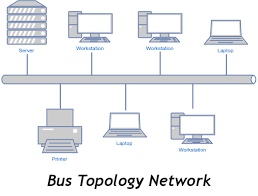 Server
Workstation
Workstation
Laptop
Printer
Laptop
Workstation
Bus Topology Network